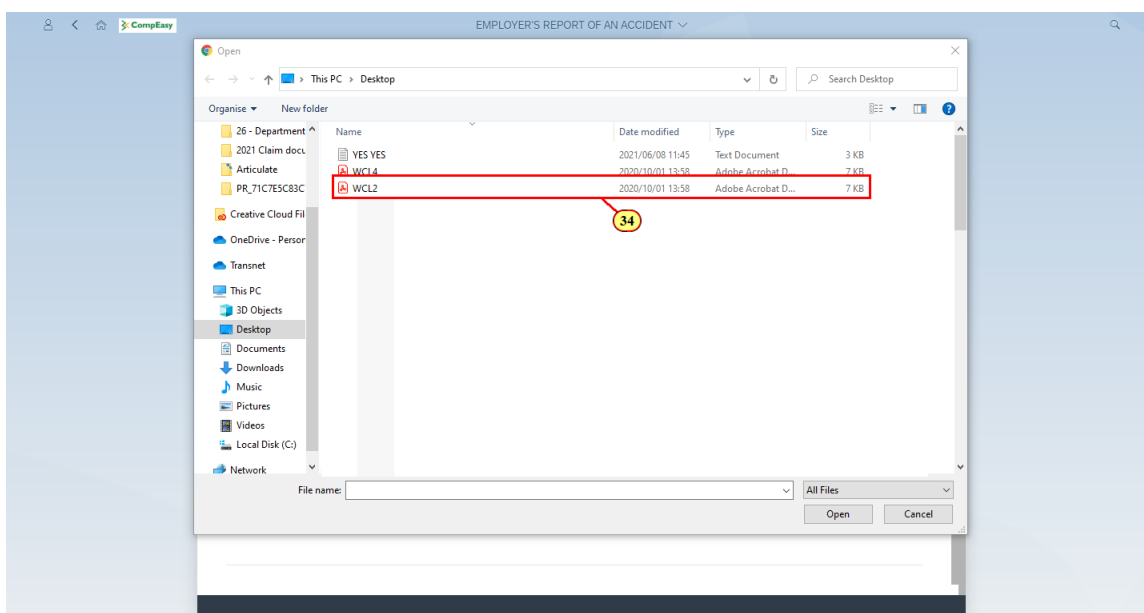 CompEasy
EMPLOYER'S REPORT OF AN ACCIDENT
Open
This PC > Desktop
Search Desktop
Organise
New folder
26 - Department
2021 Claim docu
Articulate
PR_71C7E5C83C
Creative Cloud Fil
OneDrive - Person
Transnet
This PC
3D Objects
Desktop
Documents
Downloads
Music
Pictures
Videos
Local Disk (C:)
Network
Name Date modified Type Size
YES YES 2021/06/08 11:45 Text Document 3 KB
WCL4 2020/10/01 13:58 Adobe Acrobat D... 7 KB
WCL2 2020/10/01 13:58 Adobe Acrobat D... 7 KB
34
File name:
All Files
Open
Cancel